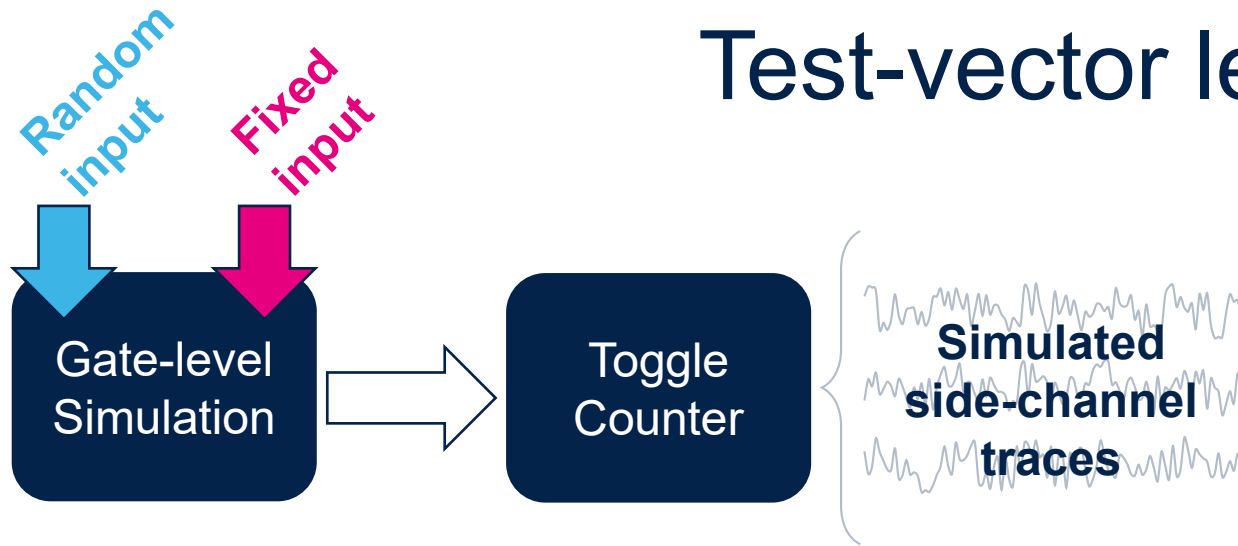 Test-vector le
Random
input
Fixed
input
Gate-level
Simulation
Toggle
Counter
Simulated
side-channel
traces